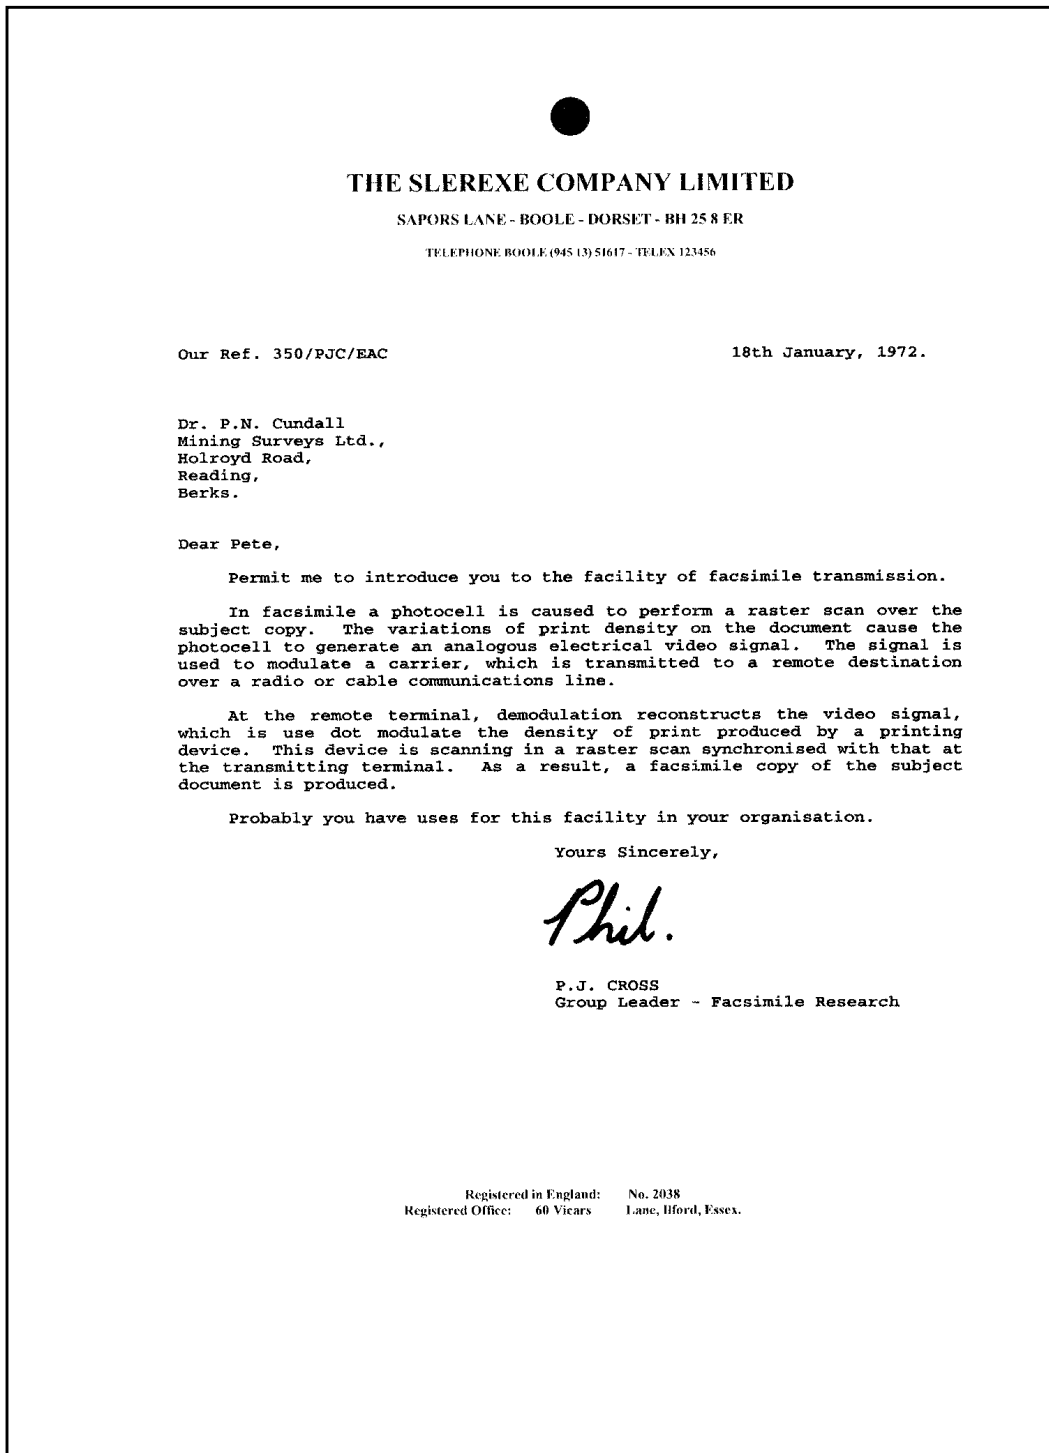 THE SLEREXE COMPANY LIMITED
SAPORS LANE - BOOLE - DORSET - BH 25 8 ER
TELEPHONE BOOLE (945 13) 51617 - TELEX 123456
Our Ref. 350/PJC/EAC 18th January, 1972.
Dr. P.N. Cundall
Mining Surveys Ltd.,
Holroyd Road,
Reading,
Berks.
Dear Pete,
Permit me to introduce you to the facility of facsimile transmission.
In facsimile a photocell is caused to perform a raster scan over the
subject copy. The variations of print density on the document cause the
photocell to generate an analogous electrical video signal. The signal is
used to modulate a carrier, which is transmitted to a remote destination
over a radio or cable communications line.
At the remote terminal, demodulation reconstructs the video signal,
which is use dot modulate the density of print produced by a printing
device. This device is scanning in a raster scan synchronised with that at
the transmitting terminal. As a result, a facsimile copy of the subject
document is produced.
Probably you have uses for this facility in your organisation.
Yours Sincerely,
Phil.
P.J. CROSS
Group Leader - Facsimile Research
Registered in England: No. 2038
Registered Office: 60 Vicars Lane, Ilford, Essex.